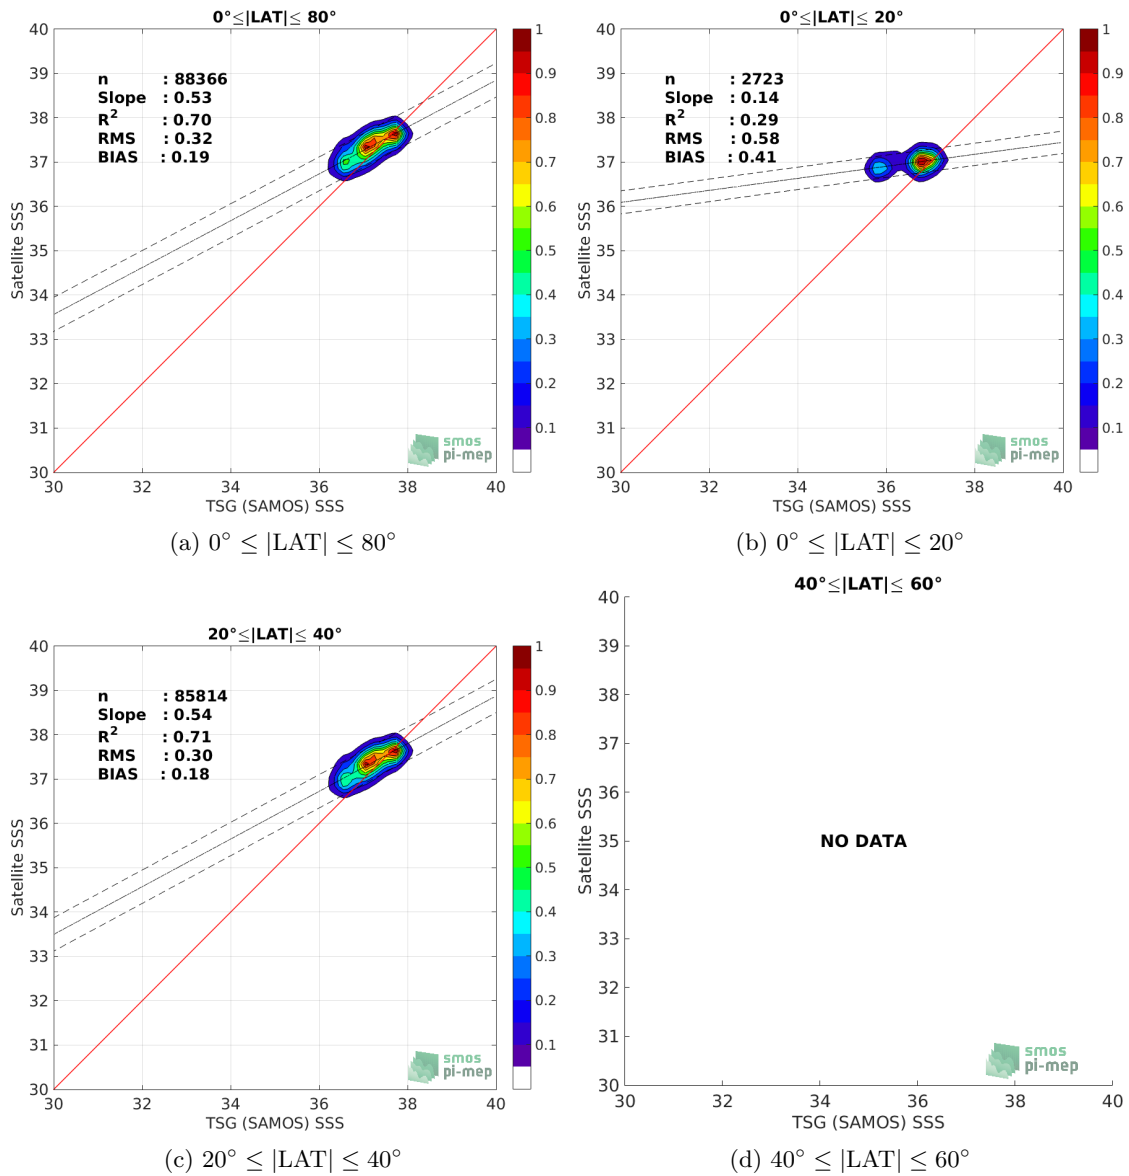 0°≤|LAT|≤ 80°
40
39
38
37
36
35
34
33
32
31
30
30
32
34
36
38
40
Satellite SSS
TSG (SAMOS) SSS
n : 88366
Slope : 0.53
R² : 0.70
RMS : 0.32
BIAS : 0.19
1
0.9
0.8
0.7
0.6
0.5
0.4
0.3
0.2
0.1
smos
pi-mep
(a) 0° ≤ |LAT| ≤ 80°
0°≤|LAT|≤ 20°
40
39
38
37
36
35
34
33
32
31
30
30
32
34
36
38
40
Satellite SSS
TSG (SAMOS) SSS
n : 2723
Slope : 0.14
R² : 0.29
RMS : 0.58
BIAS : 0.41
1
0.9
0.8
0.7
0.6
0.5
0.4
0.3
0.2
0.1
smos
pi-mep
(b) 0° ≤ |LAT| ≤ 20°
20°≤|LAT|≤ 40°
40
39
38
37
36
35
34
33
32
31
30
30
32
34
36
38
40
Satellite SSS
TSG (SAMOS) SSS
n : 85814
Slope : 0.54
R² : 0.71
RMS : 0.30
BIAS : 0.18
1
0.9
0.8
0.7
0.6
0.5
0.4
0.3
0.2
0.1
smos
pi-mep
(c) 20° ≤ |LAT| ≤ 40°
40°≤|LAT|≤ 60°
40
39
38
37
36
35
34
33
32
31
30
30
32
34
36
38
40
Satellite SSS
TSG (SAMOS) SSS
NO DATA
smos
pi-mep
(d) 40° ≤ |LAT| ≤ 60°